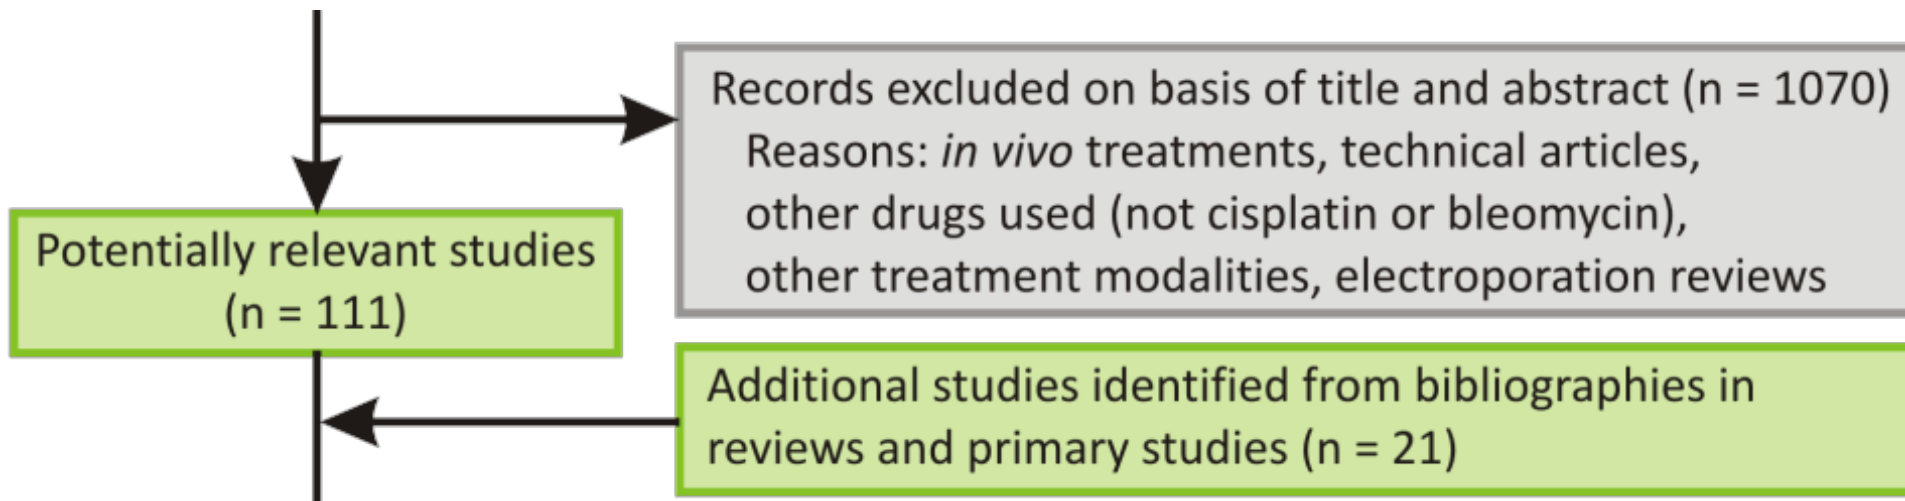 Records excluded on basis of title and abstract (n = 1070)
Reasons: in vivo treatments, technical articles,
other drugs used (not cisplatin or bleomycin),
other treatment modalities, electroporation reviews
Potentially relevant studies
(n = 111)
Additional studies identified from bibliographies in
reviews and primary studies (n = 21)